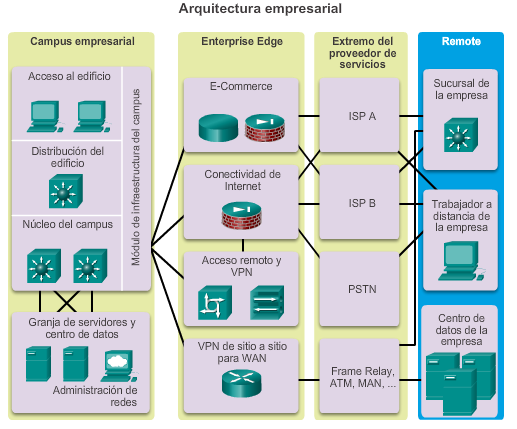 Arquitectura empresarial
Campus empresarial
Acceso al edificio
Distribución del
edificio
Núcleo del campus
Módulo de infraestructura del campus
Granja de servidores y
centro de datos
Administración de
redes
Enterprise Edge
E-Commerce
Conectividad de
Internet
Acceso remoto y
VPN
VPN de sitio a sitio
para WAN
Extremo del
proveedor de
servicios
ISP A
ISP B
PSTN
Frame Relay,
ATM, MAN, ...
Remote
Sucursal de
la empresa
Trabajador a
distancia de
la empresa
Centro de
datos de la
empresa